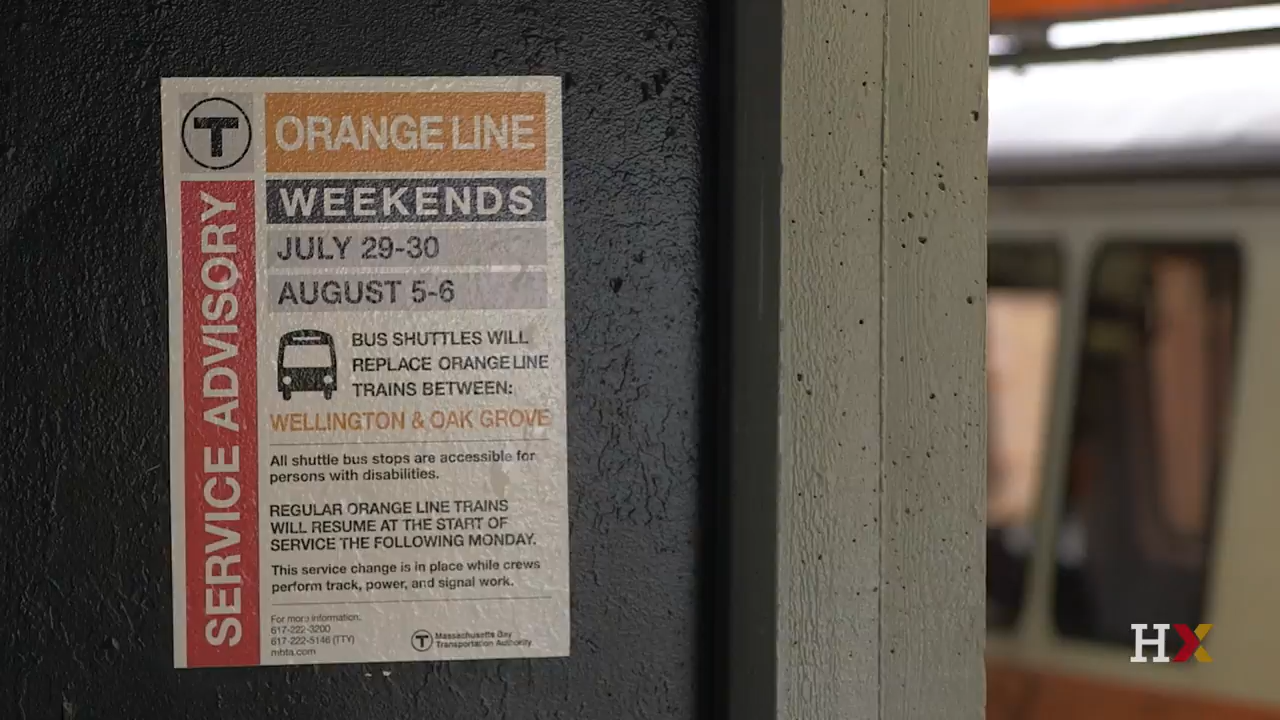 T
ORANGE LINE
SERVICE ADVISORY
WEEKENDS
JULY 29-30
AUGUST 5-6
BUS SHUTTLES WILL
REPLACE ORANGE LINE
TRAINS BETWEEN:
WELLINGTON & OAK GROVE
All shuttle bus stops are accessible for
persons with disabilities.
REGULAR ORANGE LINE TRAINS
WILL RESUME AT THE START OF
SERVICE THE FOLLOWING MONDAY.
This service change is in place while crews
perform track, power, and signal work.
For more information:
617-222-3200
617-222-5146 (TTY)
mbta.com
T
Massachusetts Bay
Transportation Authority
HX